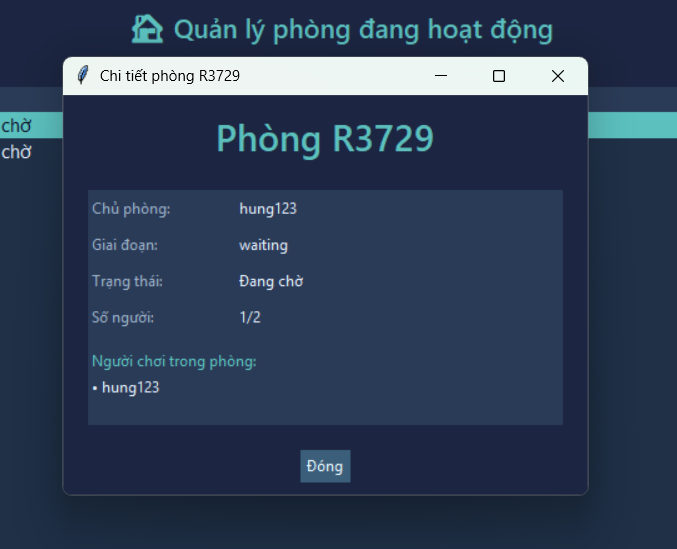 Quản lý phòng đang hoạt động
Chi tiết phòng R3729
chờ
chờ
Phòng R3729
Chủ phòng: hung123
Giai đoạn: waiting
Trạng thái: Đang chờ
Số người: 1/2
Người chơi trong phòng:
• hung123
Đóng